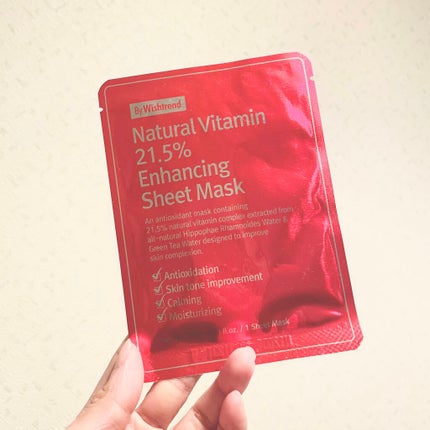 By Wishtrend
Natural Vitamin
21.5%
Enhancing
Sheet Mask
An antioxidant mask containing
21.5% natural vitamin complex extracted from
all-natural Hippophae Rhamnoides Water &
Green Tea Water designed to improve
skin complexion.
Antioxidation
Skin tone improvement
Calming
Moisturizing
fl.oz. / 1 Sheet Mask